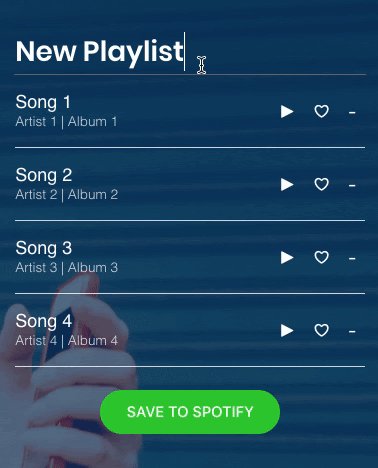 New Playlist
Song 1
Artist 1 | Album 1
-
Song 2
Artist 2 | Album 2
-
Song 3
Artist 3 | Album 3
-
Song 4
Artist 4 | Album 4
-
SAVE TO SPOTIFY